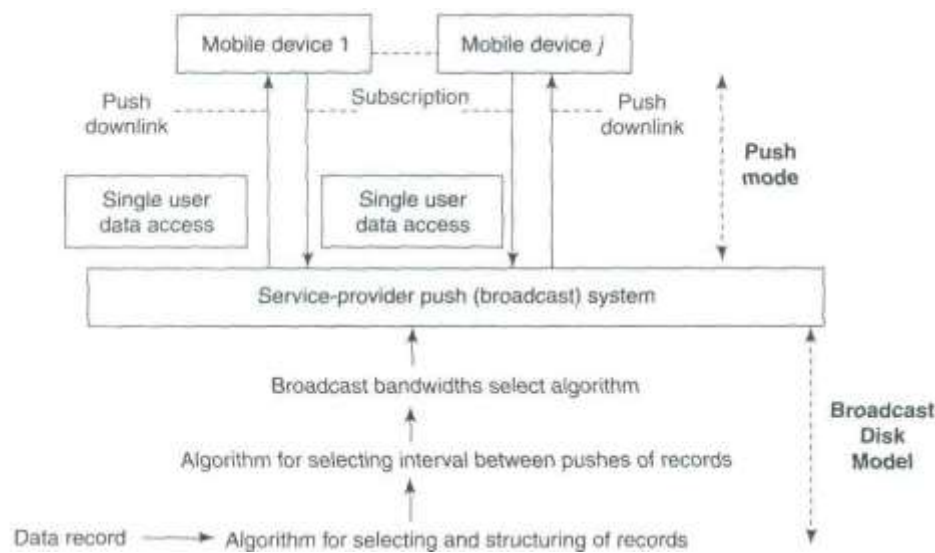 Mobile device 1
Mobile device j
Push
downlink
Subscription
Push
downlink
Push
mode
Single user
data access
Single user
data access
Service-provider push (broadcast) system
Broadcast bandwidths select algorithm
Broadcast
Disk
Model
Algorithm for selecting interval between pushes of records
Data record
Algorithm for selecting and structuring of records